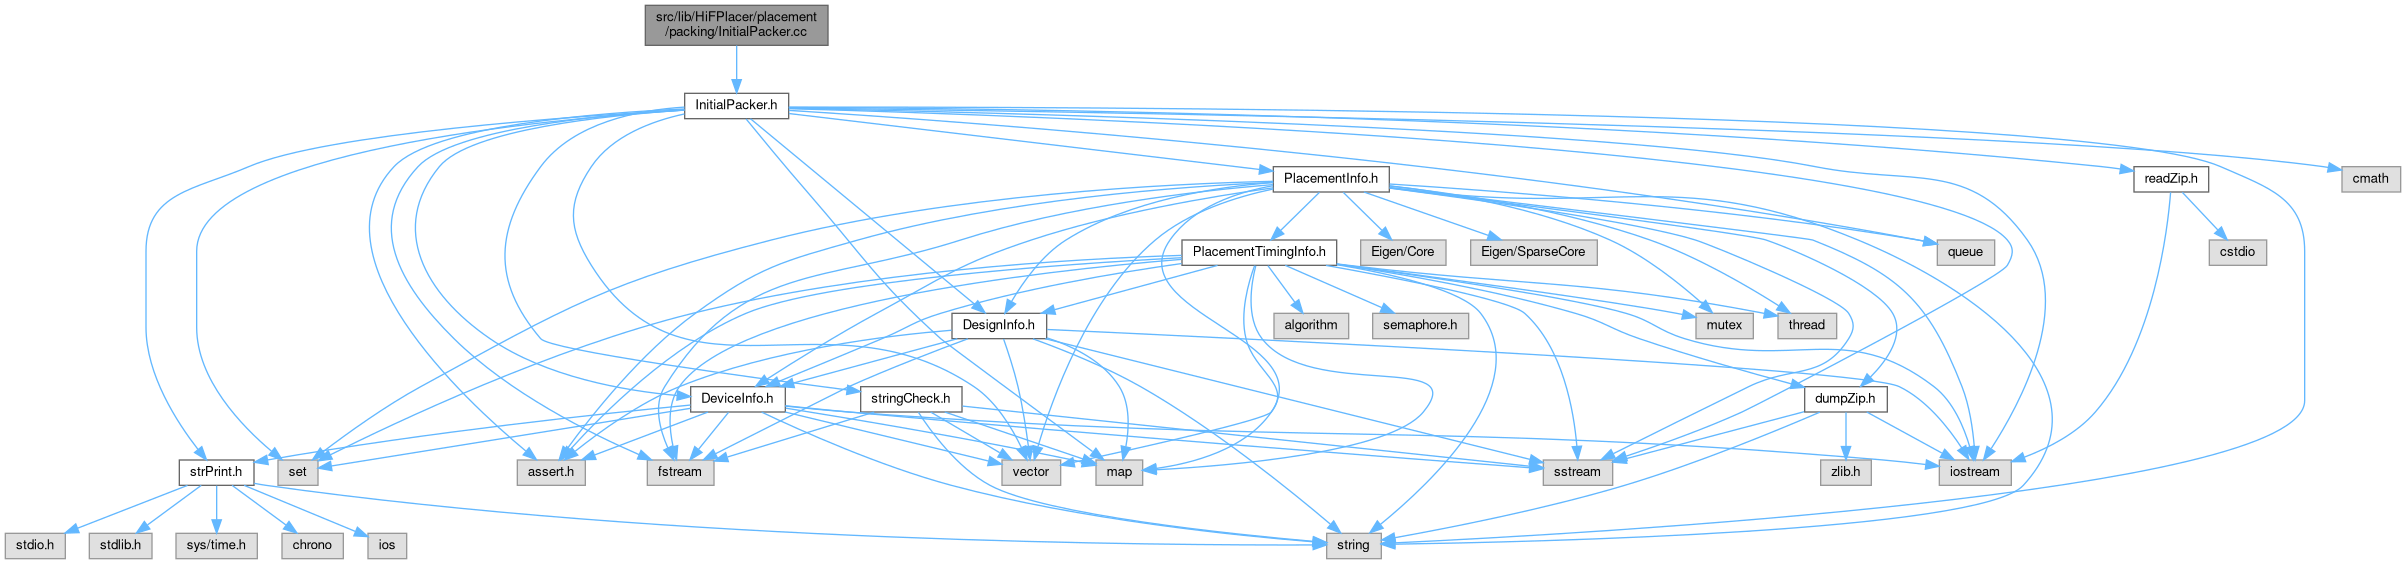 src/lib/HiFPlacer/placement
/packing/InitialPacker.cc
InitialPacker.h
PlacementInfo.h
readZip.h
cmath
PlacementTimingInfo.h
Eigen/Core
Eigen/SparseCore
queue
cstdio
DesignInfo.h
algorithm
semaphore.h
mutex
thread
DeviceInfo.h
stringCheck.h
dumpZip.h
strPrint.h
set
assert.h
fstream
vector
map
sstream
zlib.h
iostream
stdio.h
stdlib.h
sys/time.h
chrono
ios
string